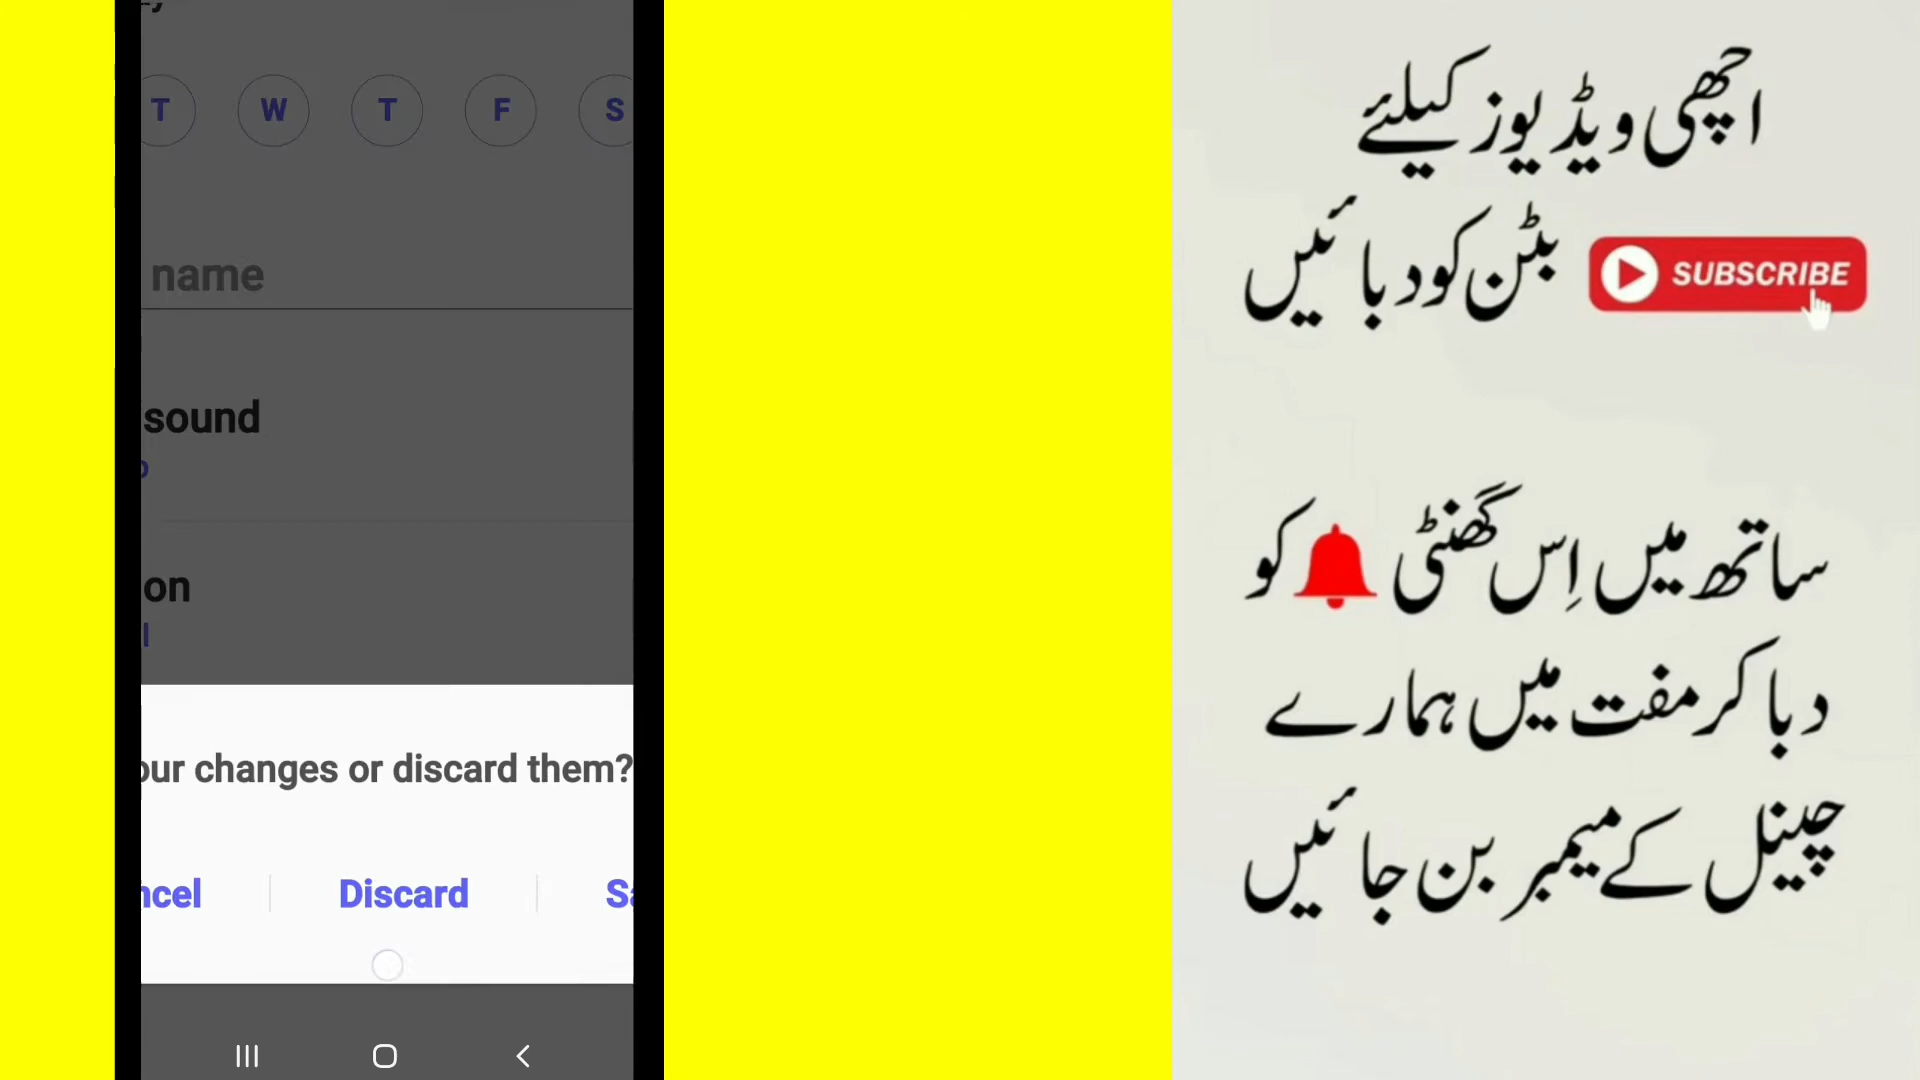 T W T F S
name
sound
on
our changes or discard them?
ncel Discard Sa
اچھی ویڈیوز کیلئے
SUBSCRIBE بٹن کو دبائیں
ساتھ میں اِس گھنٹی کو
دبا کر مفت میں ہمارے
چینل کے میمبر بن جائیں